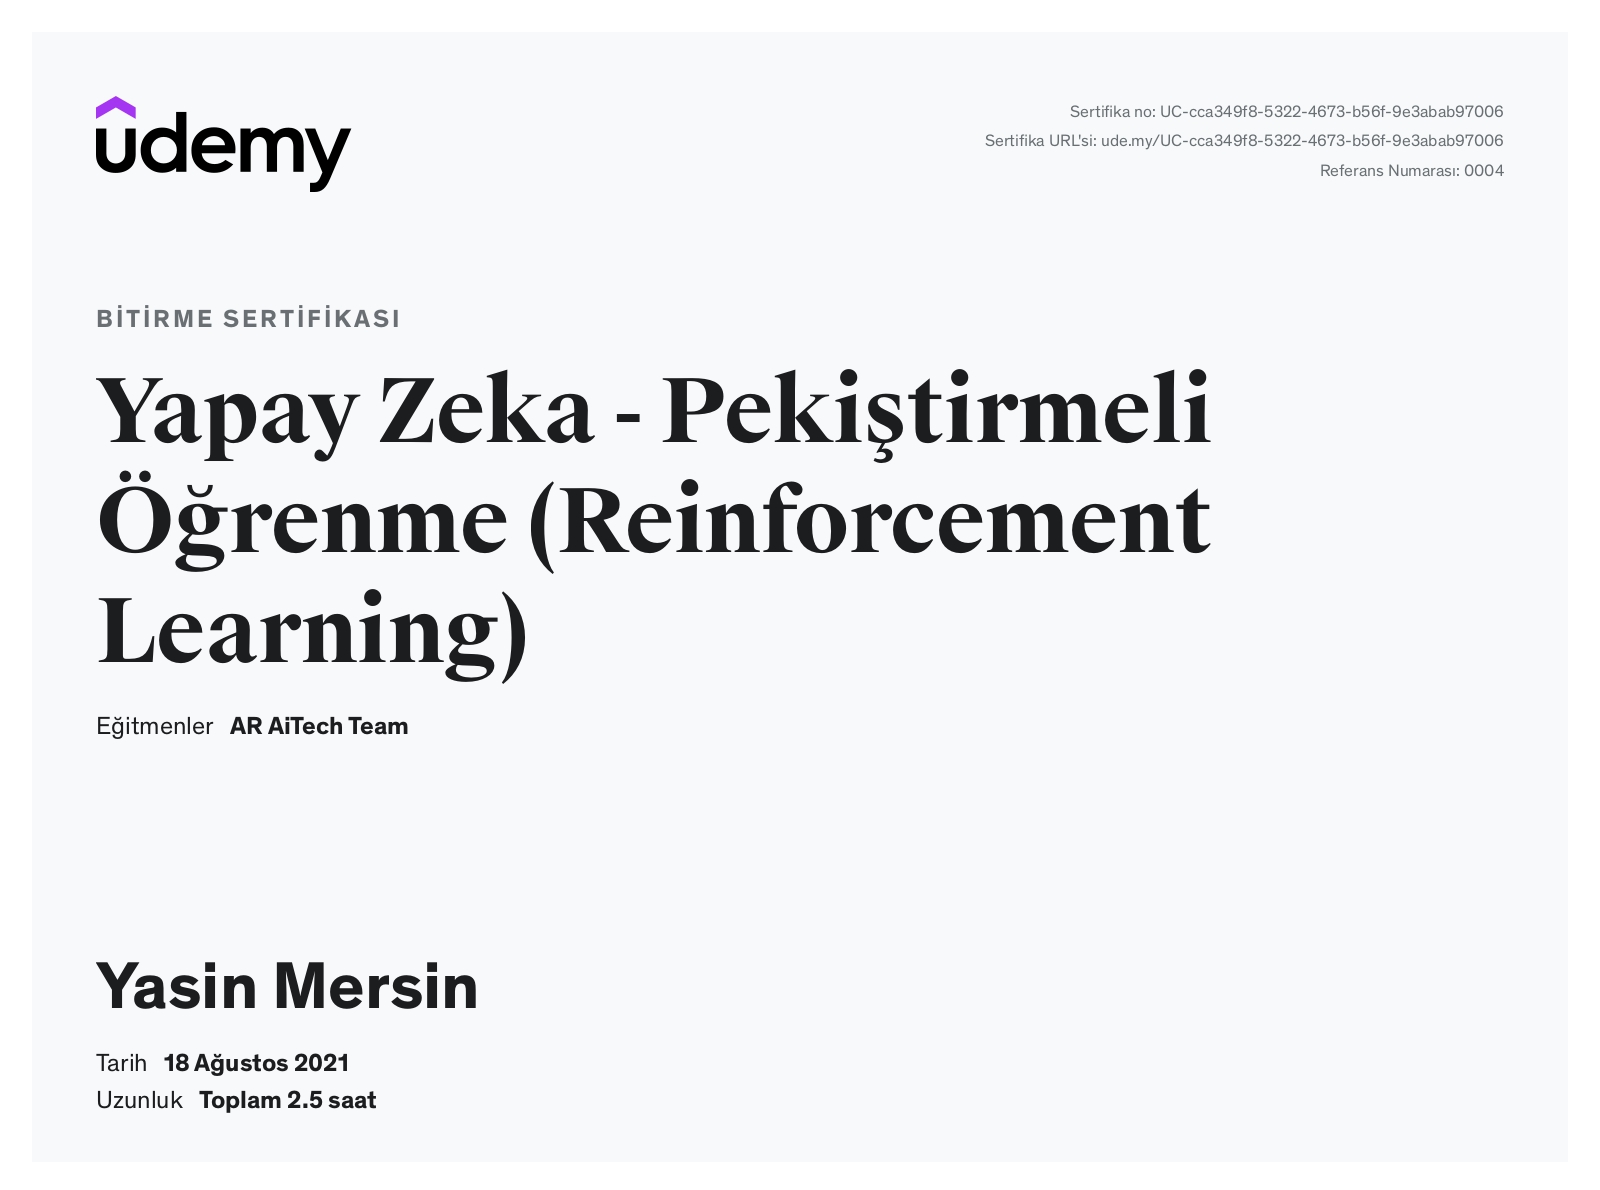 udemy
Sertifika no: UC-cca349f8-5322-4673-b56f-9e3abab97006
Sertifika URL'si: ude.my/UC-cca349f8-5322-4673-b56f-9e3abab97006
Referans Numarası: 0004
BİTİRME SERTİFİKASI
Yapay Zeka - Pekiştirmeli
Öğrenme (Reinforcement
Learning)
Eğitmenler AR AiTech Team
Yasin Mersin
Tarih 18 Ağustos 2021
Uzunluk Toplam 2.5 saat